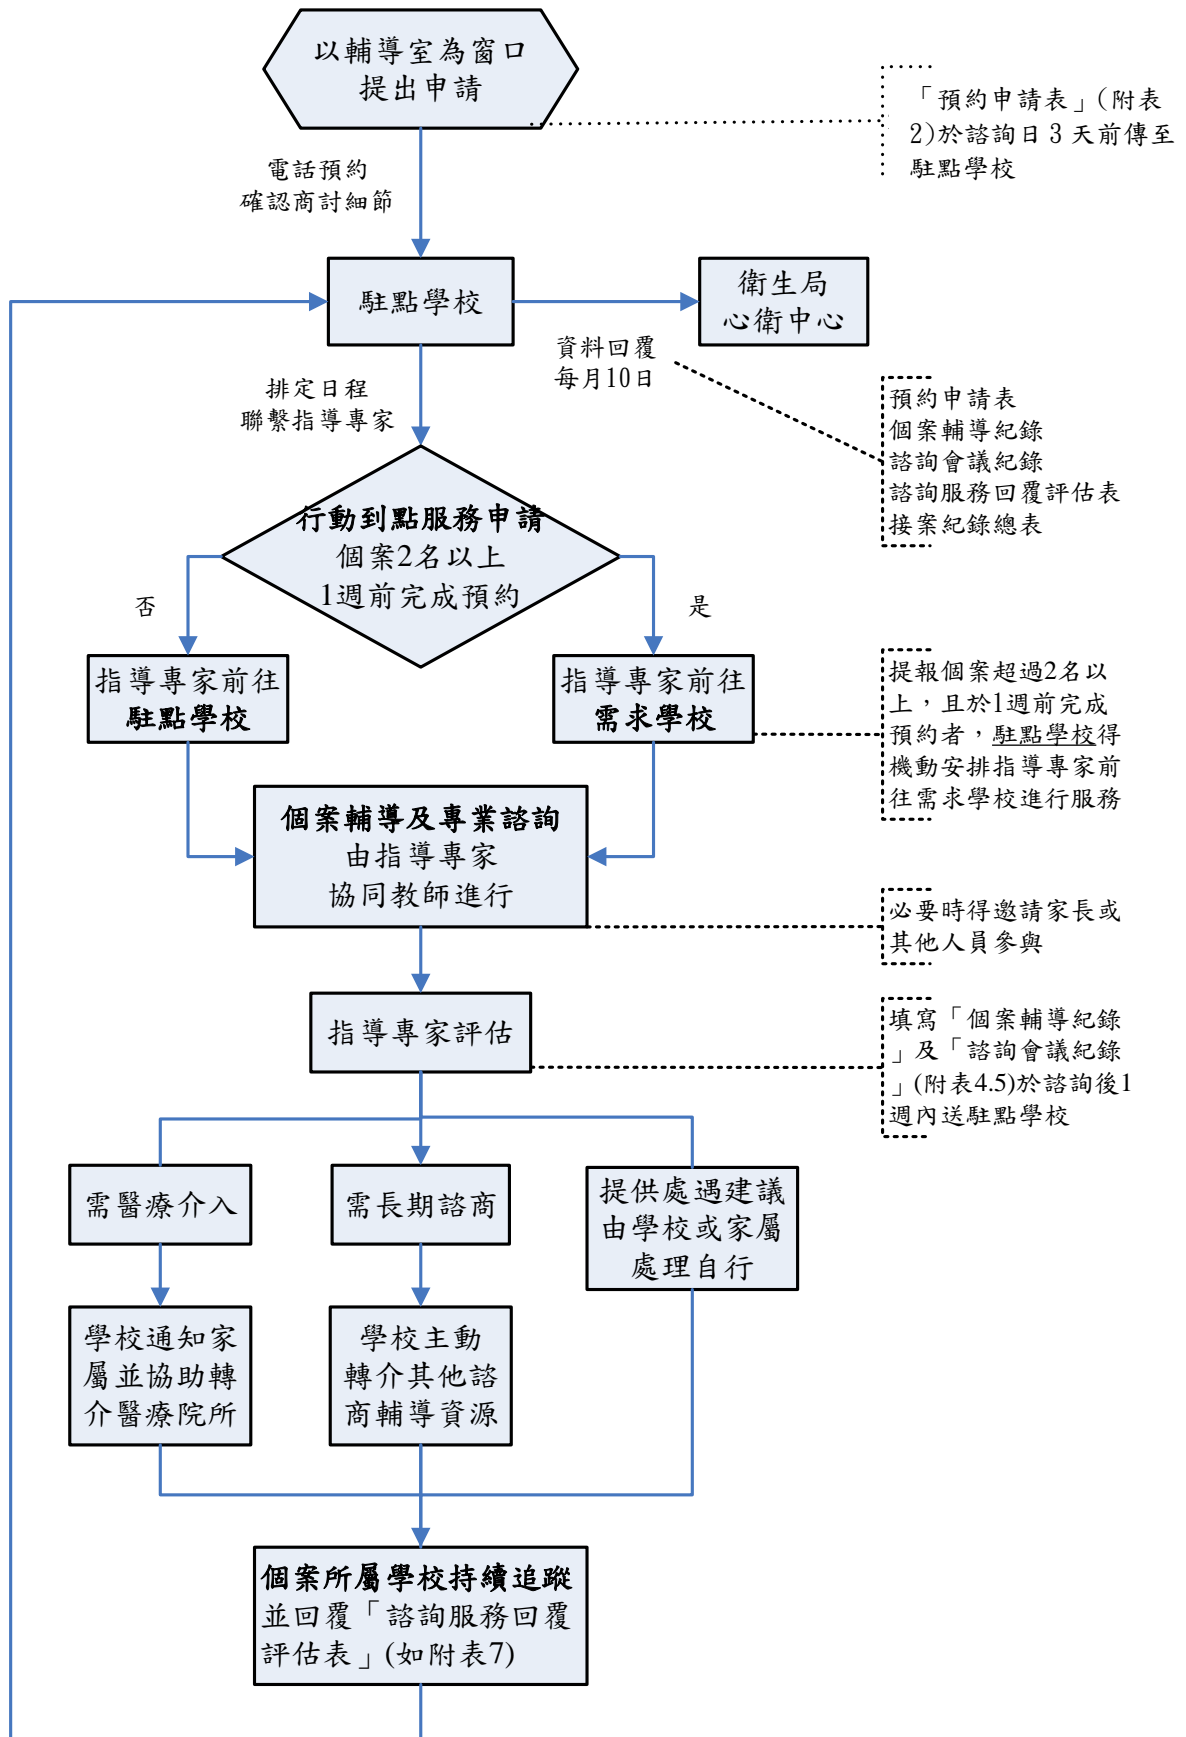 以輔導室為窗口
提出申請
「預約申請表」(附表
2)於諮詢日 3 天前傳至
駐點學校
電話預約
確認商討細節
駐點學校
衛生局
心衛中心
資料回覆
每月10日
排定日程
聯繫指導專家
預約申請表
個案輔導紀錄
諮詢會議紀錄
諮詢服務回覆評估表
接案紀錄總表
行動到點服務申請
個案2名以上
1週前完成預約
否
是
指導專家前往
駐點學校
指導專家前往
需求學校
提報個案超過2名以
上，且於1週前完成
預約者，駐點學校得
機動安排指導專家前
往需求學校進行服務
個案輔導及專業諮詢
由指導專家
協同教師進行
必要時得邀請家長或
其他人員參與
指導專家評估
填寫「個案輔導紀錄
」及「諮詢會議紀錄
」(附表4.5)於諮詢後1
週內送駐點學校
需醫療介入
需長期諮商
提供處遇建議
由學校或家屬
處理自行
學校通知家
屬並協助轉
介醫療院所
學校主動
轉介其他諮
商輔導資源
個案所屬學校持續追蹤
並回覆「諮詢服務回覆
評估表」(如附表7)